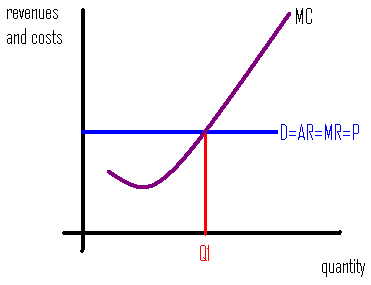 revenues
and costs
MC
D=AR=MR=P
Q1
quantity